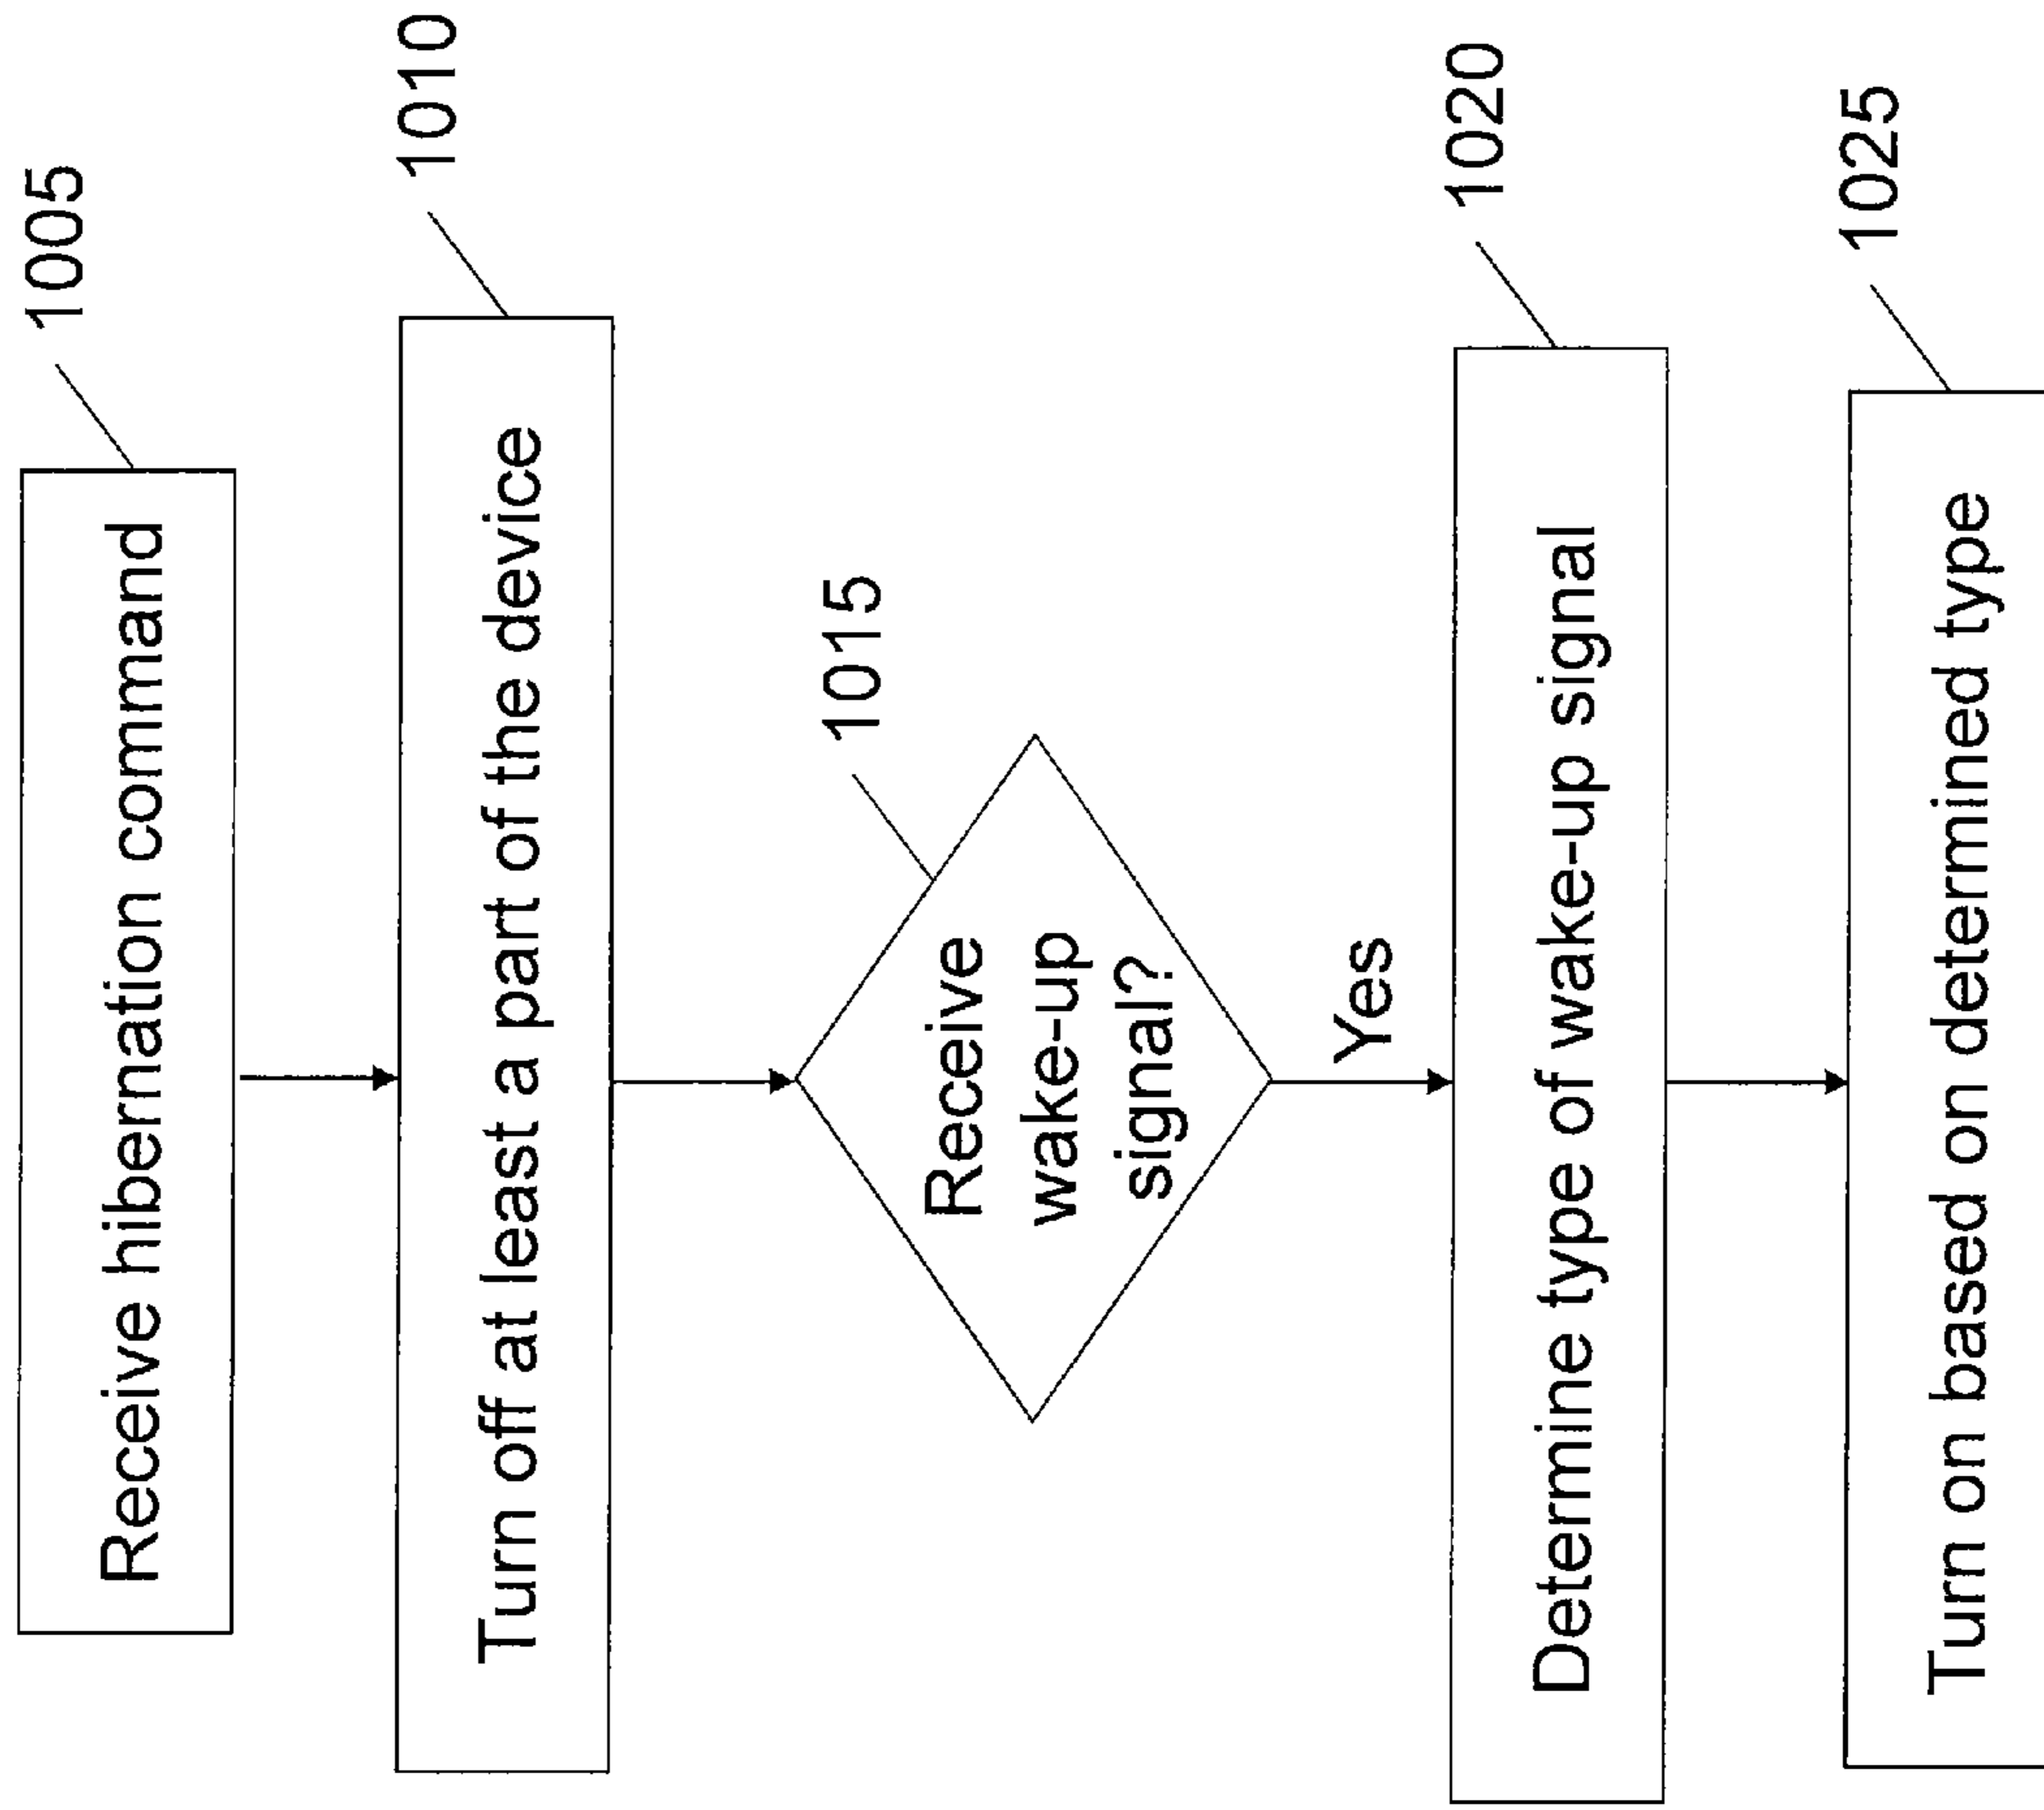 1005
Receive hibernation command
1010
Turn off at least a part of the device
1015
Receive
wake-up
signal?
Yes
1020
Determine type of wake-up signal
1025
Turn on based on determined type